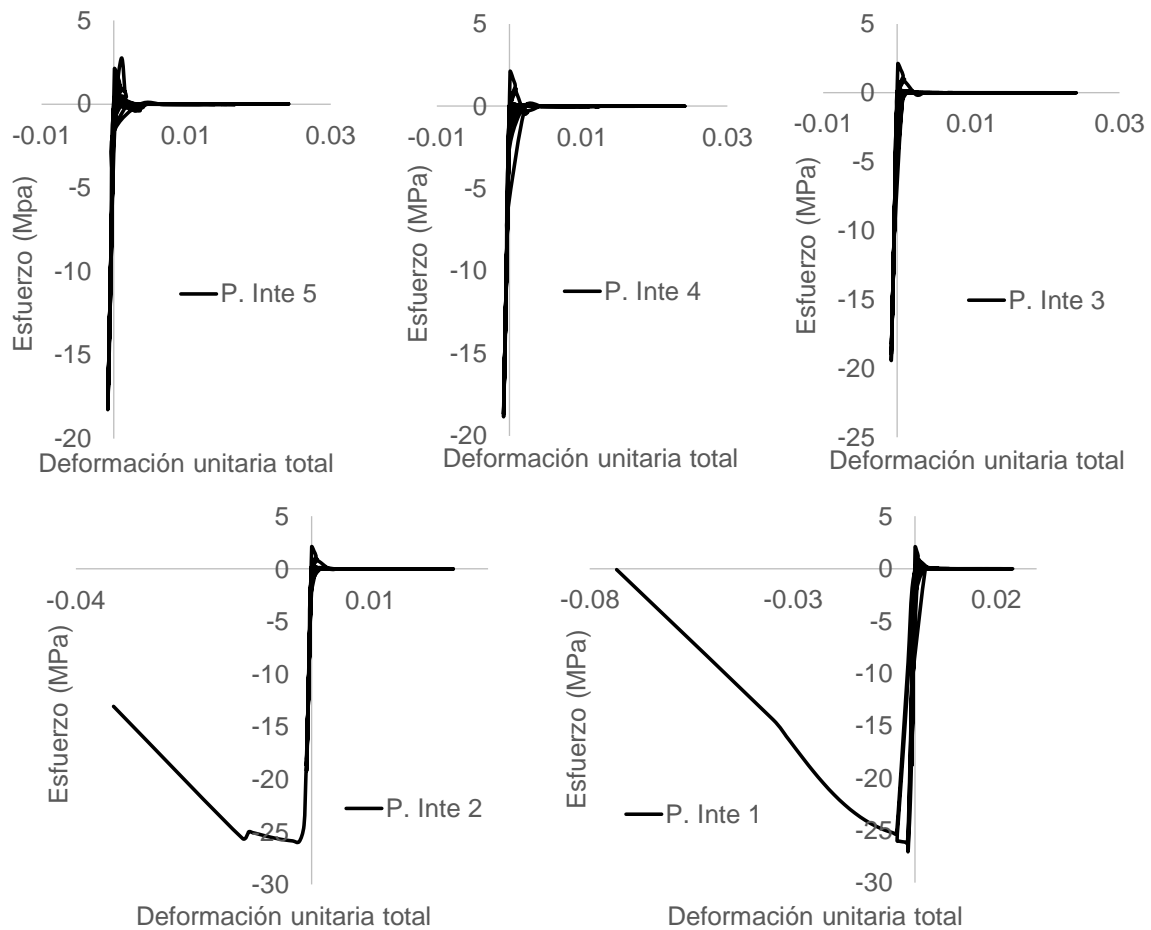 5
0
-0.01 0.01 0.03
-5
-10
-15
-20
Esfuerzo (Mpa)
P. Inte 5
Deformación unitaria total
5
0
-0.01 0.01 0.03
-5
-10
-15
-20
Esfuerzo (MPa)
P. Inte 4
Deformación unitaria total
5
0
-0.01 0.01 0.03
-5
-10
-15
-20
-25
Esfuerzo (MPa)
P. Inte 3
Deformación unitaria total
5
0
-0.04 0.01
-5
-10
-15
-20
-25
-30
Esfuerzo (MPa)
P. Inte 2
Deformación unitaria total
5
0
-0.08 -0.03 0.02
-5
-10
-15
-20
-25
-30
Esfuerzo (MPa)
P. Inte 1
Deformación unitaria total